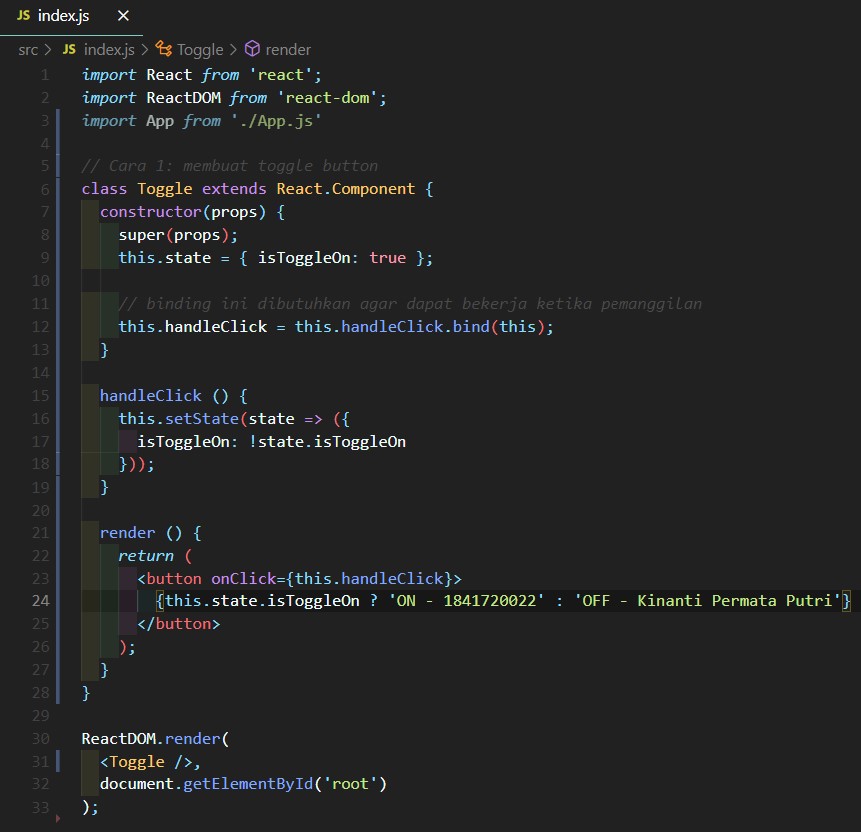 JS index.js ×
src > JS index.js > Toggle > render
1 import React from 'react';
2 import ReactDOM from 'react-dom';
3 import App from './App.js'
4
5 // Cara 1: membuat toggle button
6 class Toggle extends React.Component {
7 constructor(props) {
8 super(props);
9 this.state = { isToggleOn: true };
10
11 // binding ini dibutuhkan agar dapat bekerja ketika pemanggilan
12 this.handleClick = this.handleClick.bind(this);
13 }
14
15 handleClick () {
16 this.setState(state => ({
17 isToggleOn: !state.isToggleOn
18 }));
19 }
20
21 render () {
22 return (
23 <button onClick={this.handleClick}>
24 {this.state.isToggleOn ? 'ON - 1841720022' : 'OFF - Kinanti Permata Putri'}
25 </button>
26 );
27 }
28 }
29
30 ReactDOM.render(
31 <Toggle />,
32 document.getElementById('root')
33 );